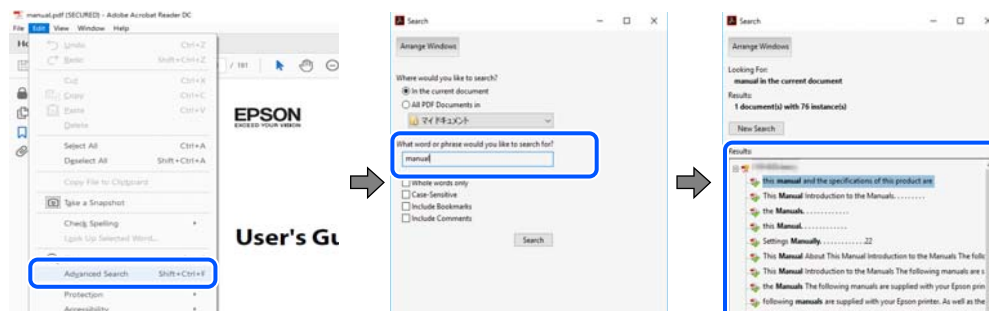 manual.pdf (SECURED) - Adobe Acrobat Reader DC
File Edit View Window Help
Undo Ctrl+Z
Redo Shift+Ctrl+Z
Cut Ctrl+X
Copy Ctrl+C
Paste Ctrl+V
Delete
Select All Ctrl+A
Deselect All Shift+Ctrl+A
Copy File to Clipboard
Take a Snapshot
Check Spelling
Look Up Selected Word...
Advanced Search Shift+Ctrl+F
Protection
Accessibility
/ 181
EPSON
EXCEED YOUR VISION
User's Gu
Search
Arrange Windows
Where would you like to search?
In the current document
All PDF Documents in
マイ ドキュメント
What word or phrase would you like to search for?
manual
Whole words only
Case-Sensitive
Include Bookmarks
Include Comments
Search
Search
Arrange Windows
Looking For:
manual in the current document
Results:
1 document(s) with 76 instance(s)
New Search
Results:
this manual and the specifications of this product are
This Manual Introduction to the Manuals. . . . . . . . .
the Manuals. . . . . . . . . . . . .
this Manual. . . . . . . . . . . . .
Settings Manually. . . . . . . . . . . . .22
This Manual About This Manual Introduction to the Manuals The follo
This Manual Introduction to the Manuals The following manuals are s
the Manuals The following manuals are supplied with your Epson prin
following manuals are supplied with your Epson printer. As well as the